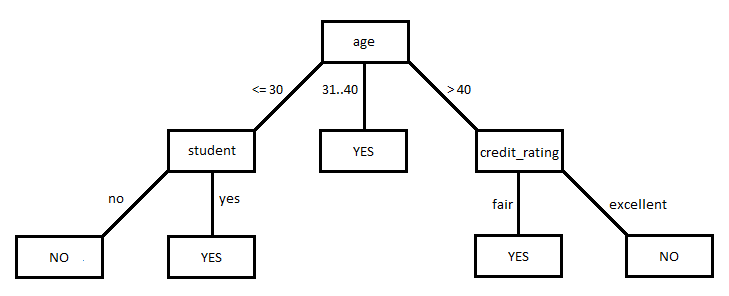 age
<= 30
31..40
> 40
student
YES
credit_rating
no
yes
fair
excellent
NO
YES
YES
NO